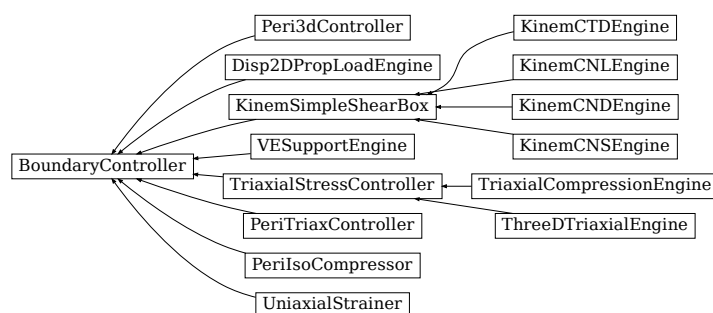 Peri3dController
KinemCTDEngine
Disp2DPropLoadEngine
KinemCNLEngine
KinemSimpleShearBox
KinemCNDEngine
VESupportEngine
KinemCNSEngine
BoundaryController
TriaxialStressController
TriaxialCompressionEngine
PeriTriaxController
ThreeDTriaxialEngine
PeriIsoCompressor
UniaxialStrainer